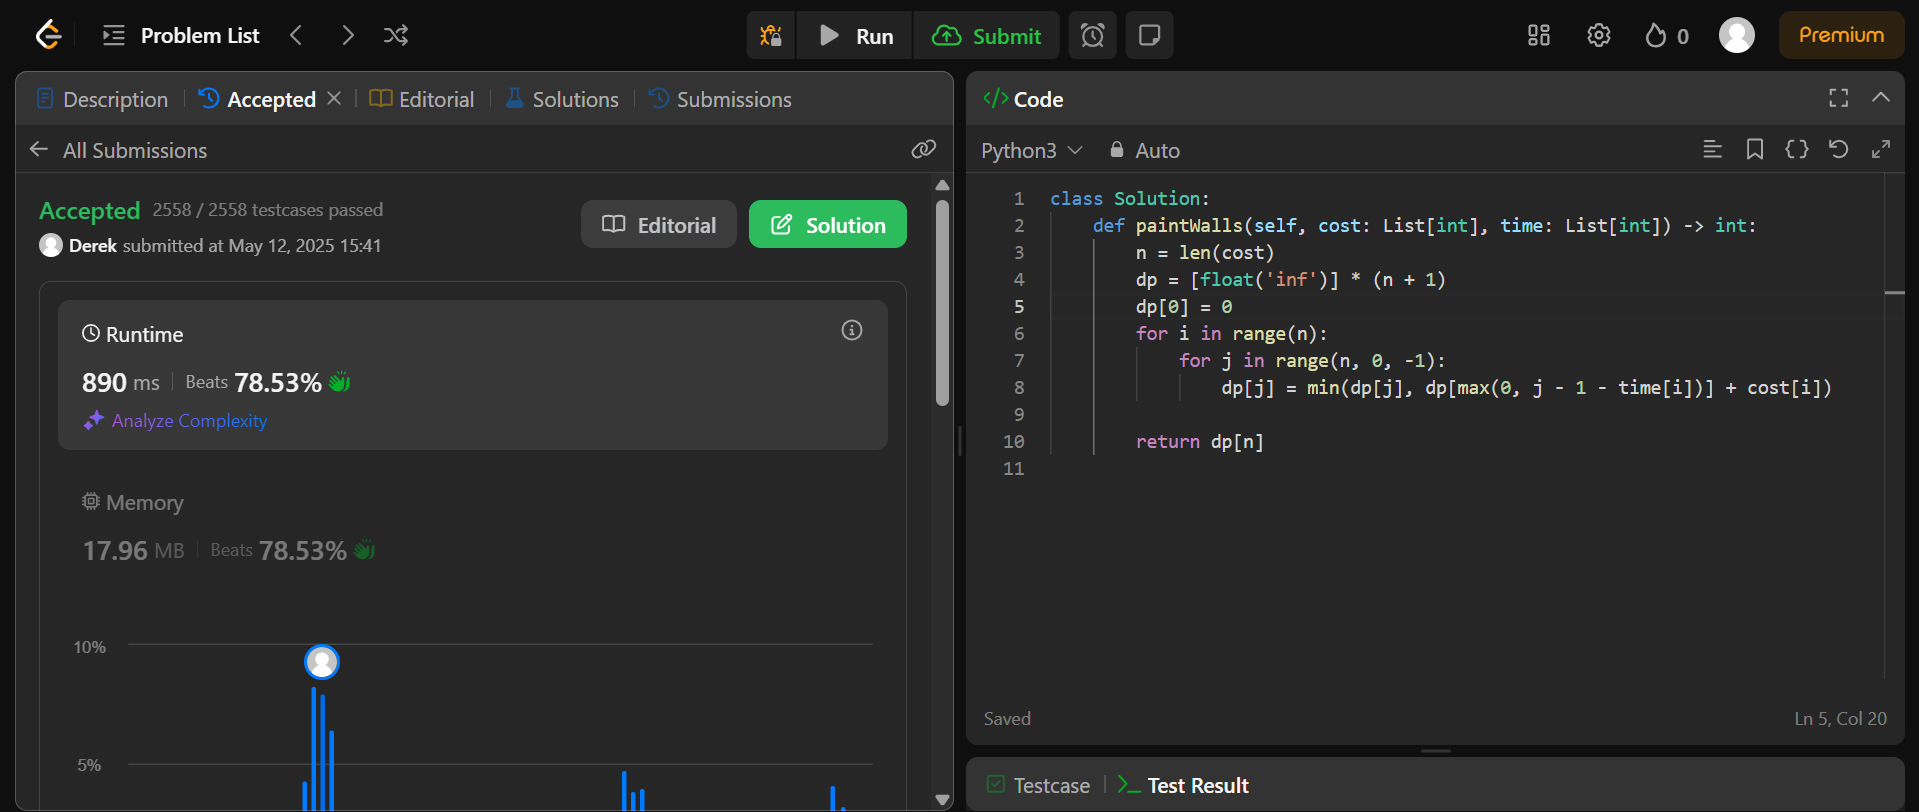 Problem List
Run
Submit
0
Premium
Description
Accepted
Editorial
Solutions
Submissions
All Submissions
Accepted 2558 / 2558 testcases passed
Derek submitted at May 12, 2025 15:41
Editorial
Solution
Runtime
890 ms Beats 78.53%
Analyze Complexity
Memory
17.96 MB Beats 78.53%
10%
5%
</> Code
Python3
Auto
1 class Solution:
2 def paintWalls(self, cost: List[int], time: List[int]) -> int:
3 n = len(cost)
4 dp = [float('inf')] * (n + 1)
5 dp[0] = 0
6 for i in range(n):
7 for j in range(n, 0, -1):
8 dp[j] = min(dp[j], dp[max(0, j - 1 - time[i])] + cost[i])
9
10 return dp[n]
11
Saved
Ln 5, Col 20
Testcase
Test Result